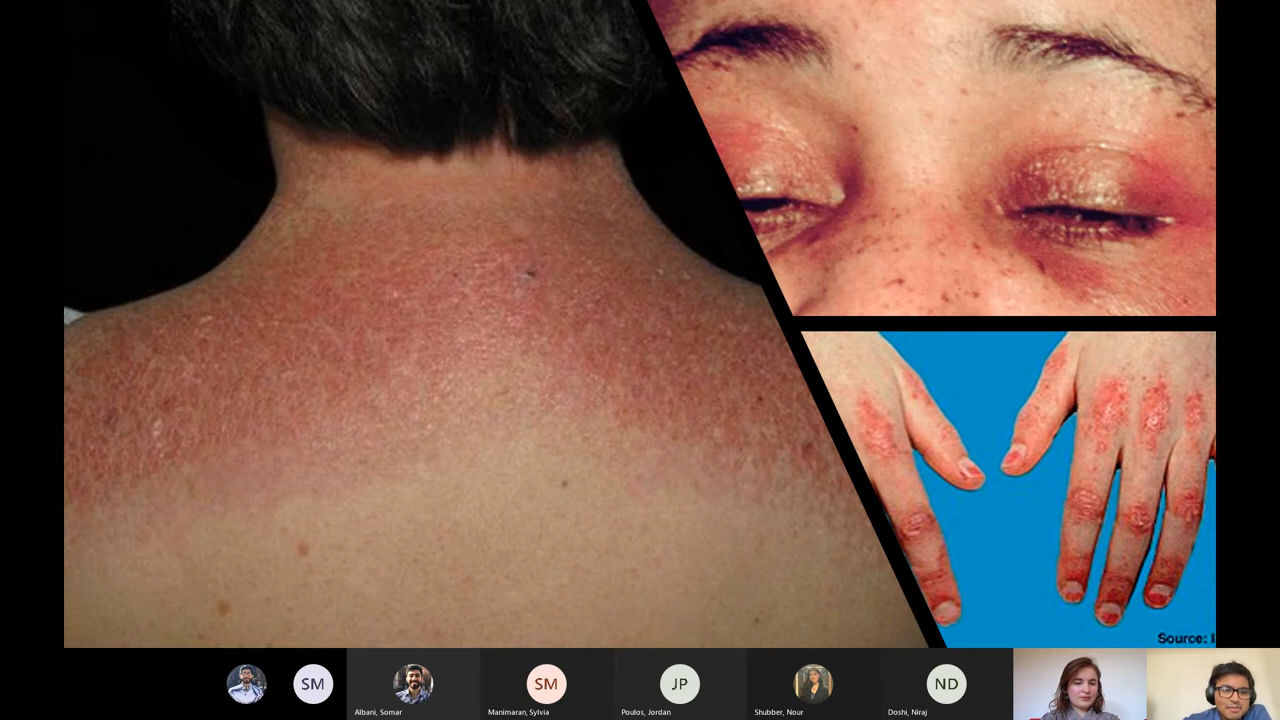 Source: I
SM
SM
JP
ND
Albani, Somar
Manimaran, Sylvia
Poulos, Jordan
Shubber, Nour
Doshi, Niraj